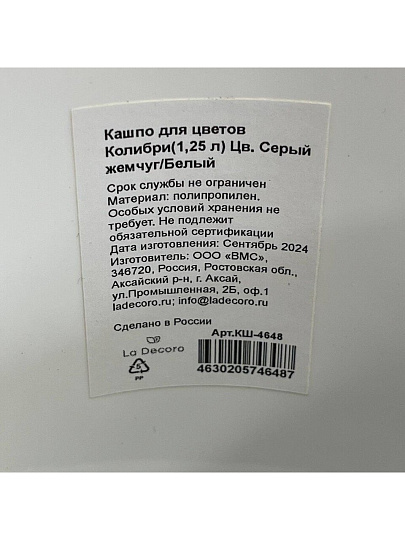 Кашпо для цветов
Колибри(1,25 л) Цв. Серый
жемчуг/Белый
Срок службы не ограничен
Материал: полипропилен.
Особых условий хранения не
требует. Не подлежит
обязательной сертификации
Дата изготовления: Сентябрь 2024
Изготовитель: ООО «ВМС»,
346720, Россия, Ростовская обл.,
Аксайский р-н, г. Аксай,
ул.Промышленная, 2Б, оф.1
ladecoro.ru; info@ladecoro.ru
Сделано в России
Арт.КШ-4648
La Decoro
5
PP
4630205746487